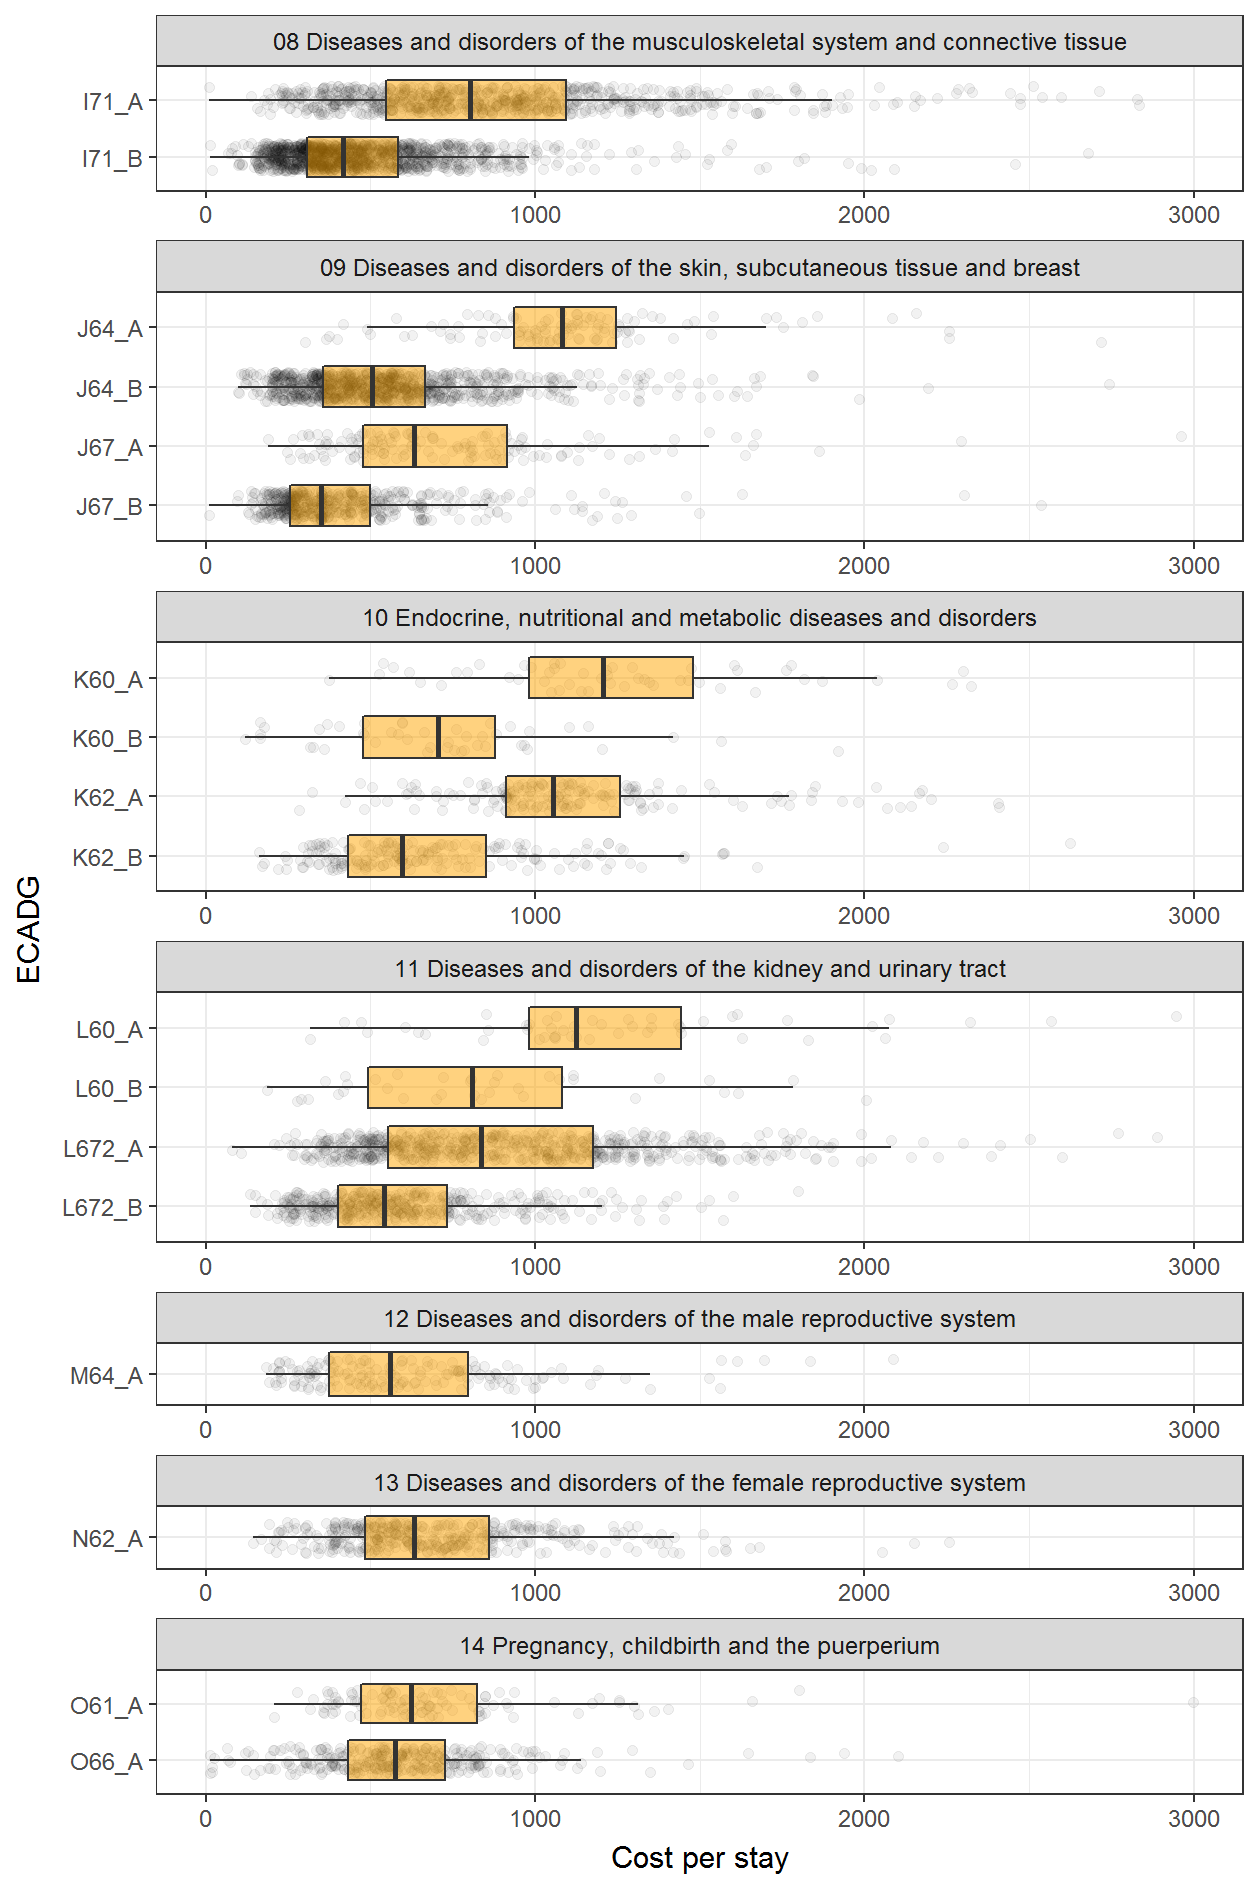 08 Diseases and disorders of the musculoskeletal system and connective tissue
I71_A
I71_B
0 1000 2000 3000
09 Diseases and disorders of the skin, subcutaneous tissue and breast
J64_A
J64_B
J67_A
J67_B
0 1000 2000 3000
10 Endocrine, nutritional and metabolic diseases and disorders
K60_A
K60_B
K62_A
K62_B
0 1000 2000 3000
ECADG
11 Diseases and disorders of the kidney and urinary tract
L60_A
L60_B
L672_A
L672_B
0 1000 2000 3000
12 Diseases and disorders of the male reproductive system
M64_A
0 1000 2000 3000
13 Diseases and disorders of the female reproductive system
N62_A
0 1000 2000 3000
14 Pregnancy, childbirth and the puerperium
O61_A
O66_A
0 1000 2000 3000
Cost per stay